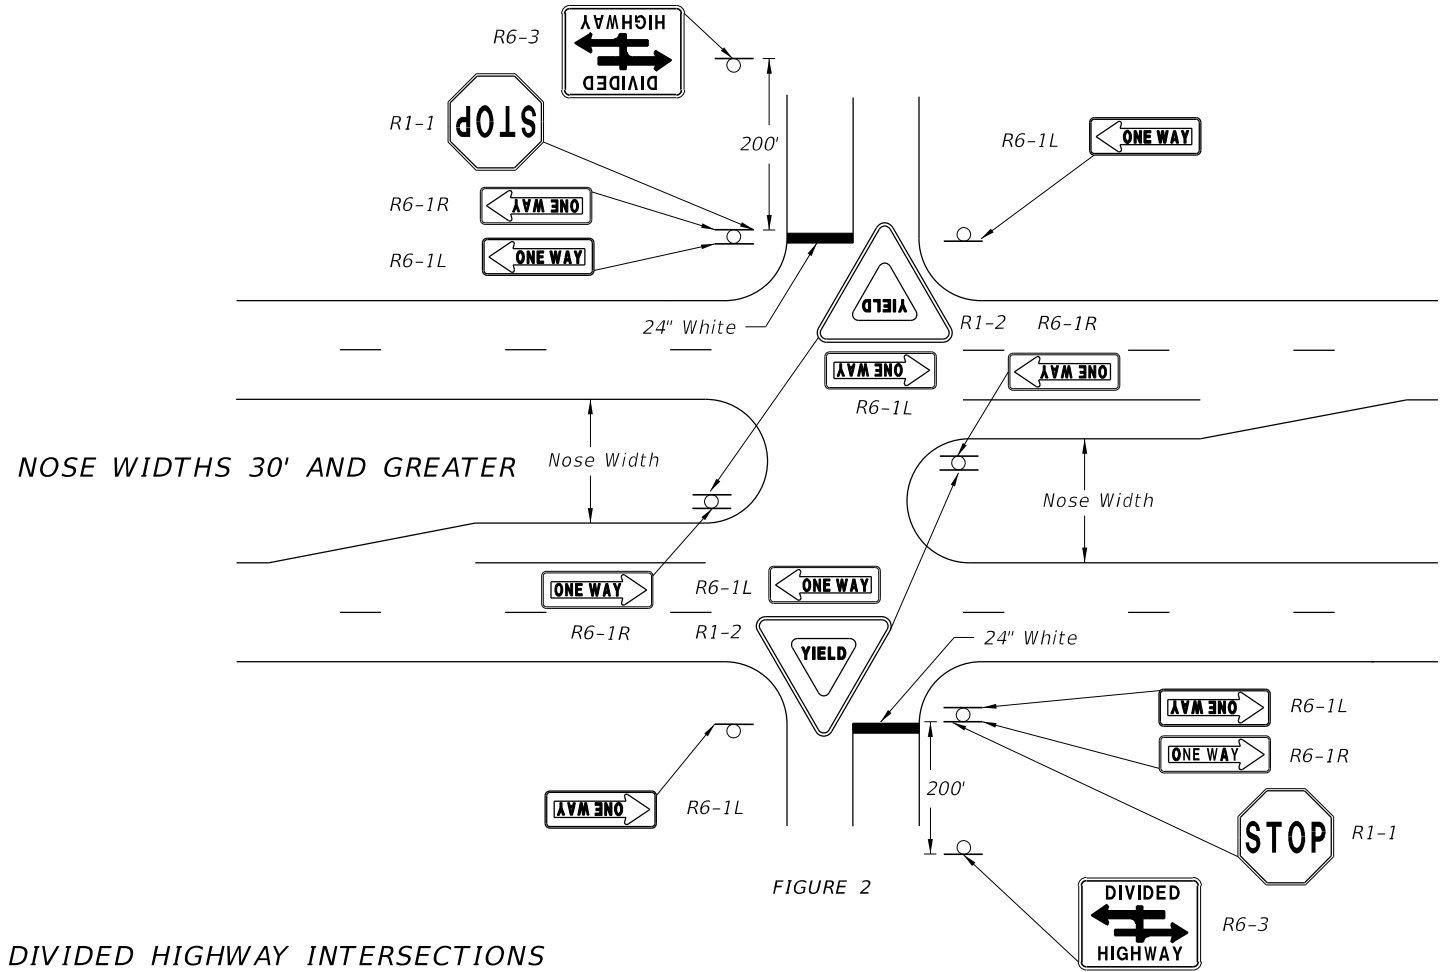 HIGHWAY
DIVIDED
R6-3
STOP
R1-1
200'
R6-1L
ONE WAY
R6-1R
ONE WAY
R6-1L
ONE WAY
24" White
YIELD
R1-2
R6-1R
ONE WAY
ONE WAY
R6-1L
NOSE WIDTHS 30' AND GREATER
Nose Width
Nose Width
ONE WAY
R6-1R
R6-1L
ONE WAY
R1-2
YIELD
24" White
ONE WAY
R6-1L
ONE WAY
R6-1R
ONE WAY
R6-1L
200'
STOP
R1-1
FIGURE 2
DIVIDED
HIGHWAY
R6-3
DIVIDED HIGHWAY INTERSECTIONS